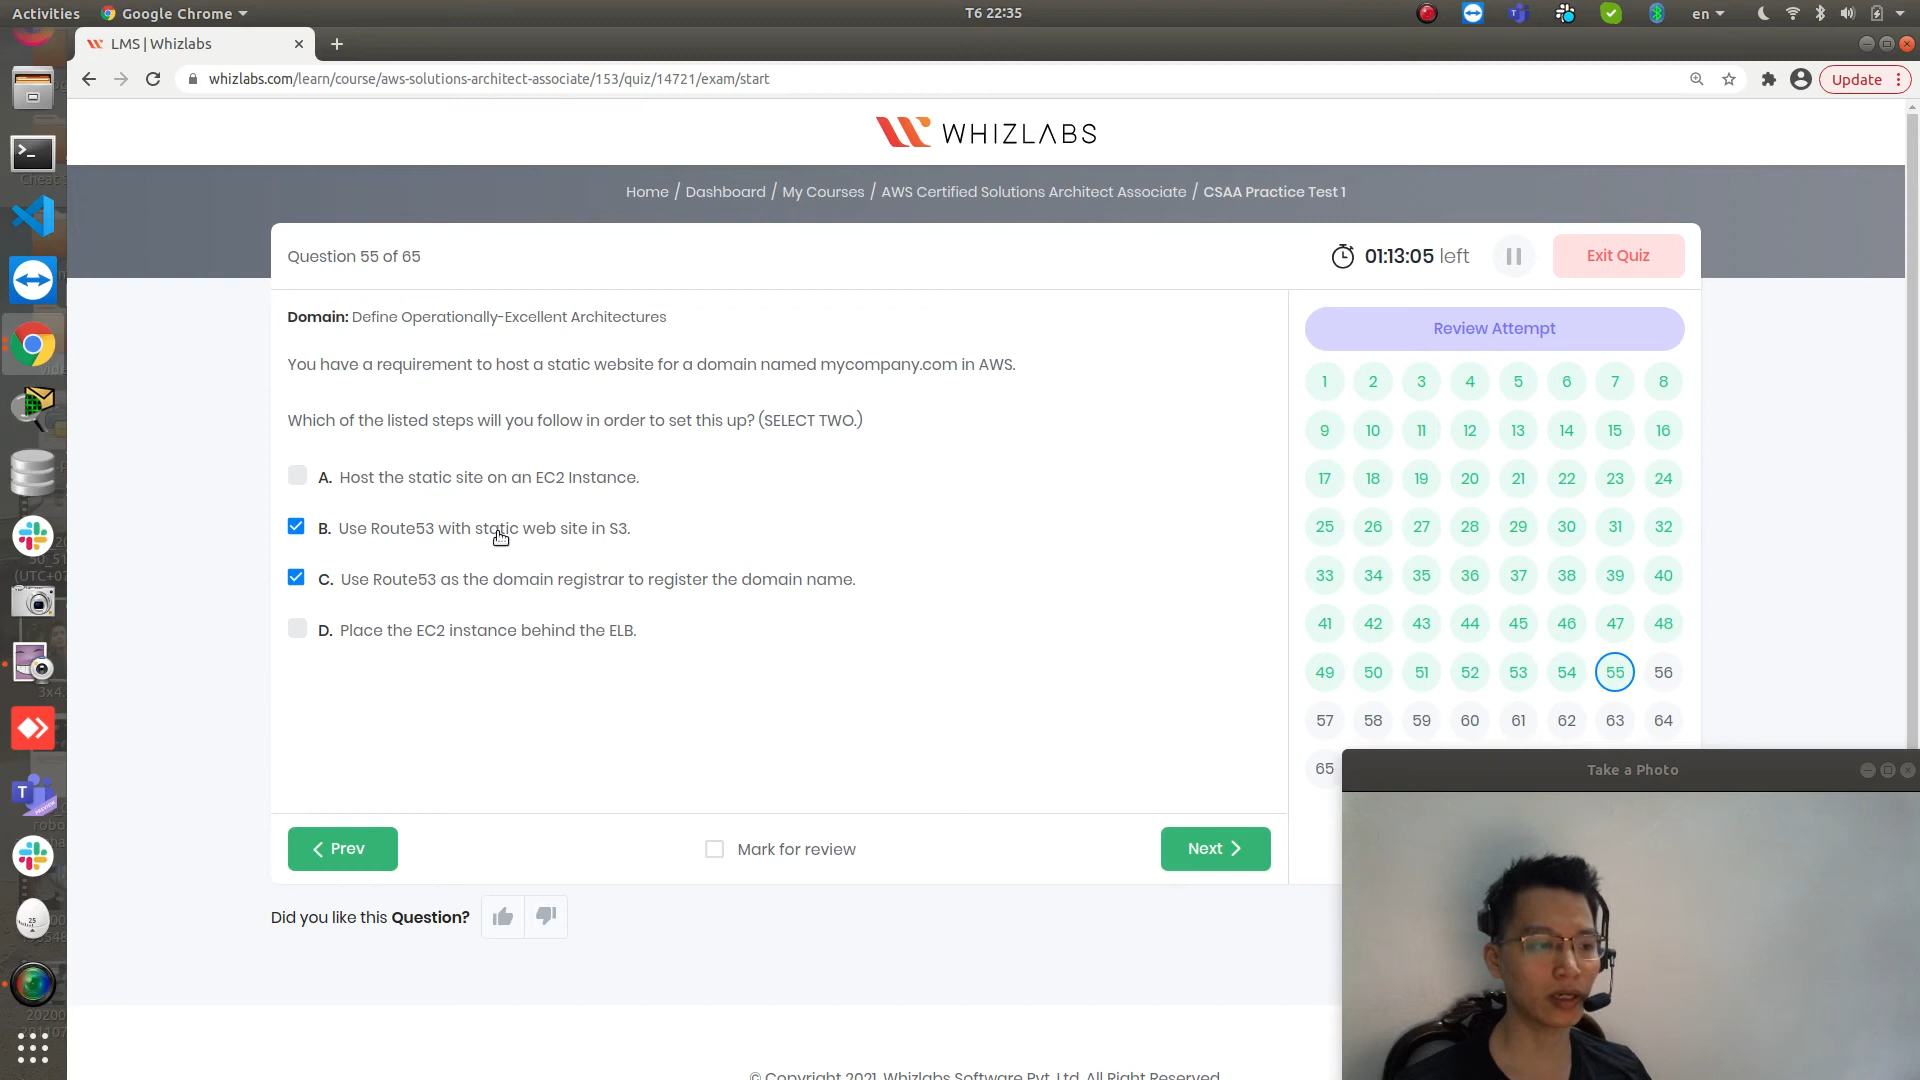 Activities Google Chrome T6 22:35 en
LMS | Whizlabs
whizlabs.com/learn/course/aws-solutions-architect-associate/153/quiz/14721/exam/start Update
WHIZLABS
Home / Dashboard / My Courses / AWS Certified Solutions Architect Associate / CSAA Practice Test 1
Question 55 of 65 01:13:05 left Exit Quiz
Domain: Define Operationally-Excellent Architectures
You have a requirement to host a static website for a domain named mycompany.com in AWS.
Which of the listed steps will you follow in order to set this up? (SELECT TWO.)
A. Host the static site on an EC2 Instance.
B. Use Route53 with static web site in S3.
C. Use Route53 as the domain registrar to register the domain name.
D. Place the EC2 instance behind the ELB.
Review Attempt
1 2 3 4 5 6 7 8
9 10 11 12 13 14 15 16
17 18 19 20 21 22 23 24
25 26 27 28 29 30 31 32
33 34 35 36 37 38 39 40
41 42 43 44 45 46 47 48
49 50 51 52 53 54 55 56
57 58 59 60 61 62 63 64
65
Take a Photo
Prev Mark for review Next
Did you like this Question?
© Copyright 2021. Whizlabs Software Pvt. Ltd. All Right Reserved.